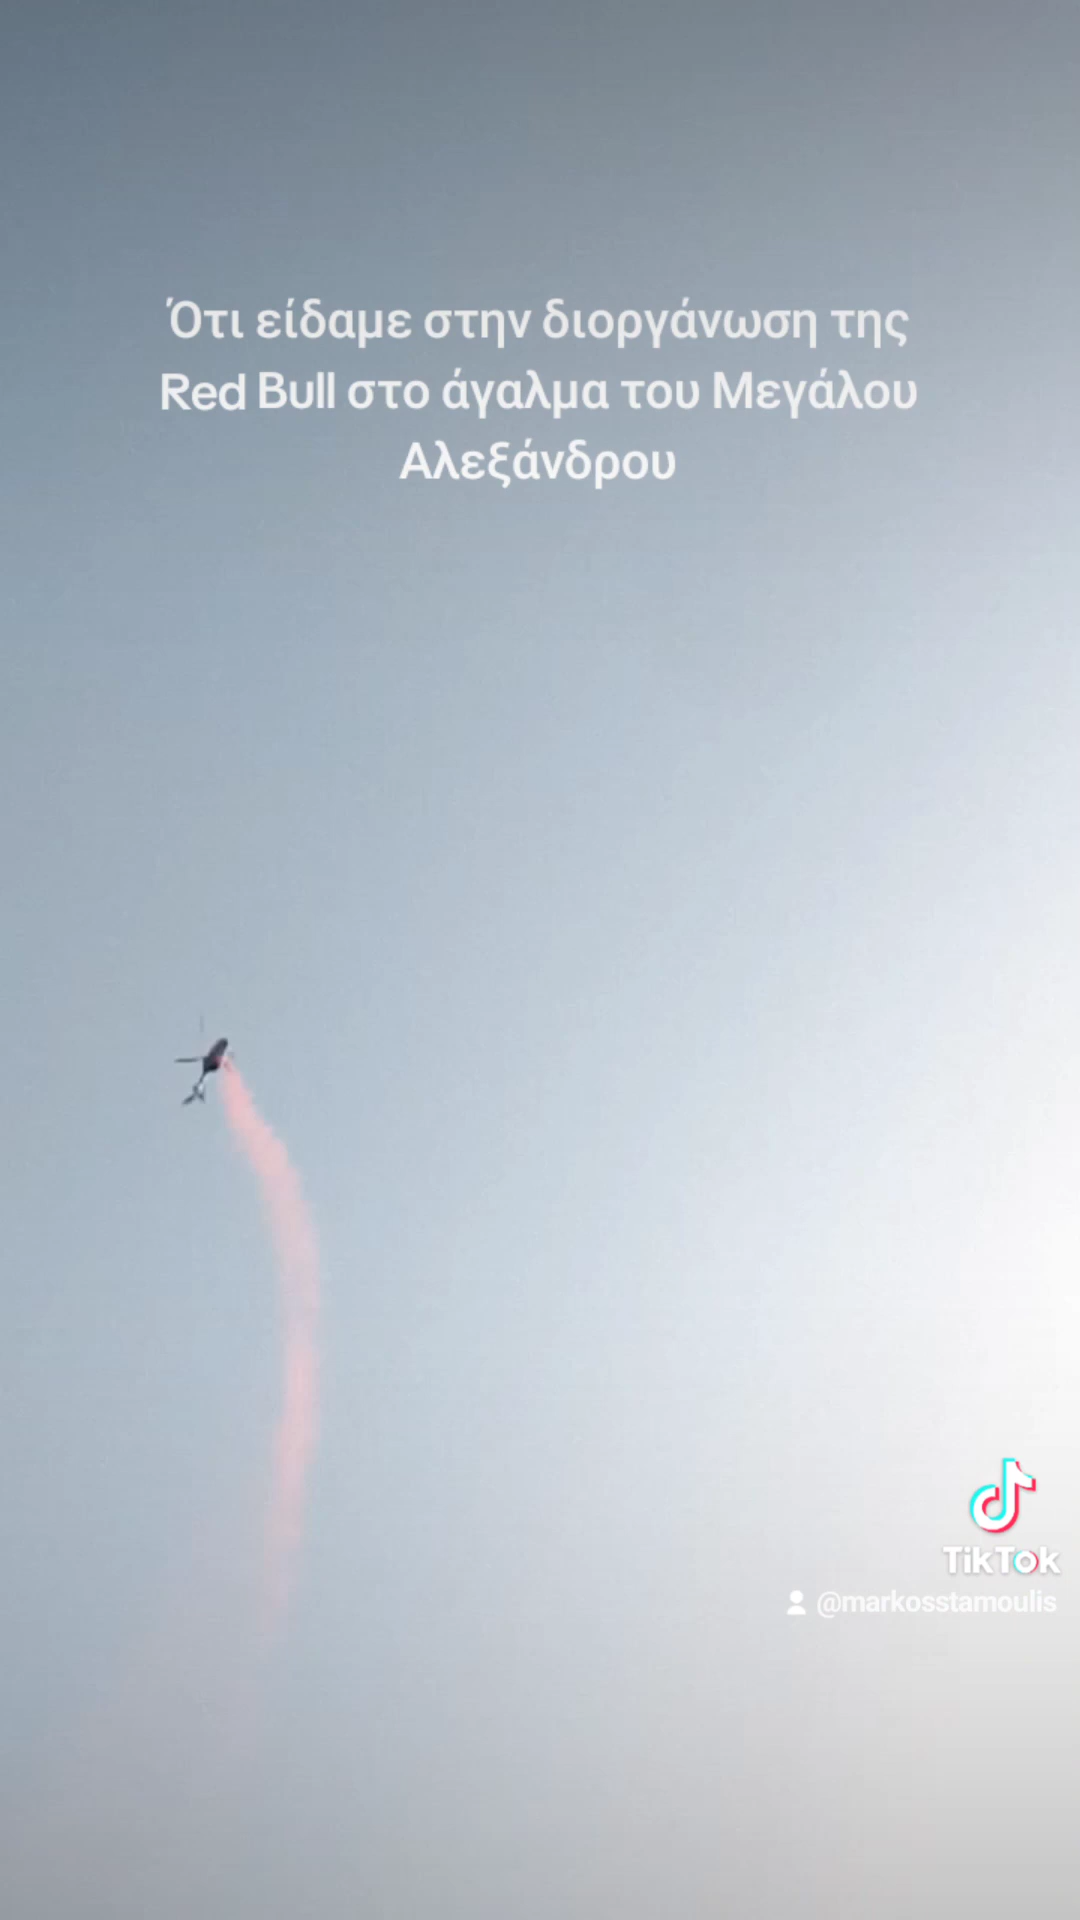 Ότι είδαμε στην διοργάνωση της
Red Bull στο άγαλμα του Μεγάλου
Αλεξάνδρου
TikTok
@markosstamoulis